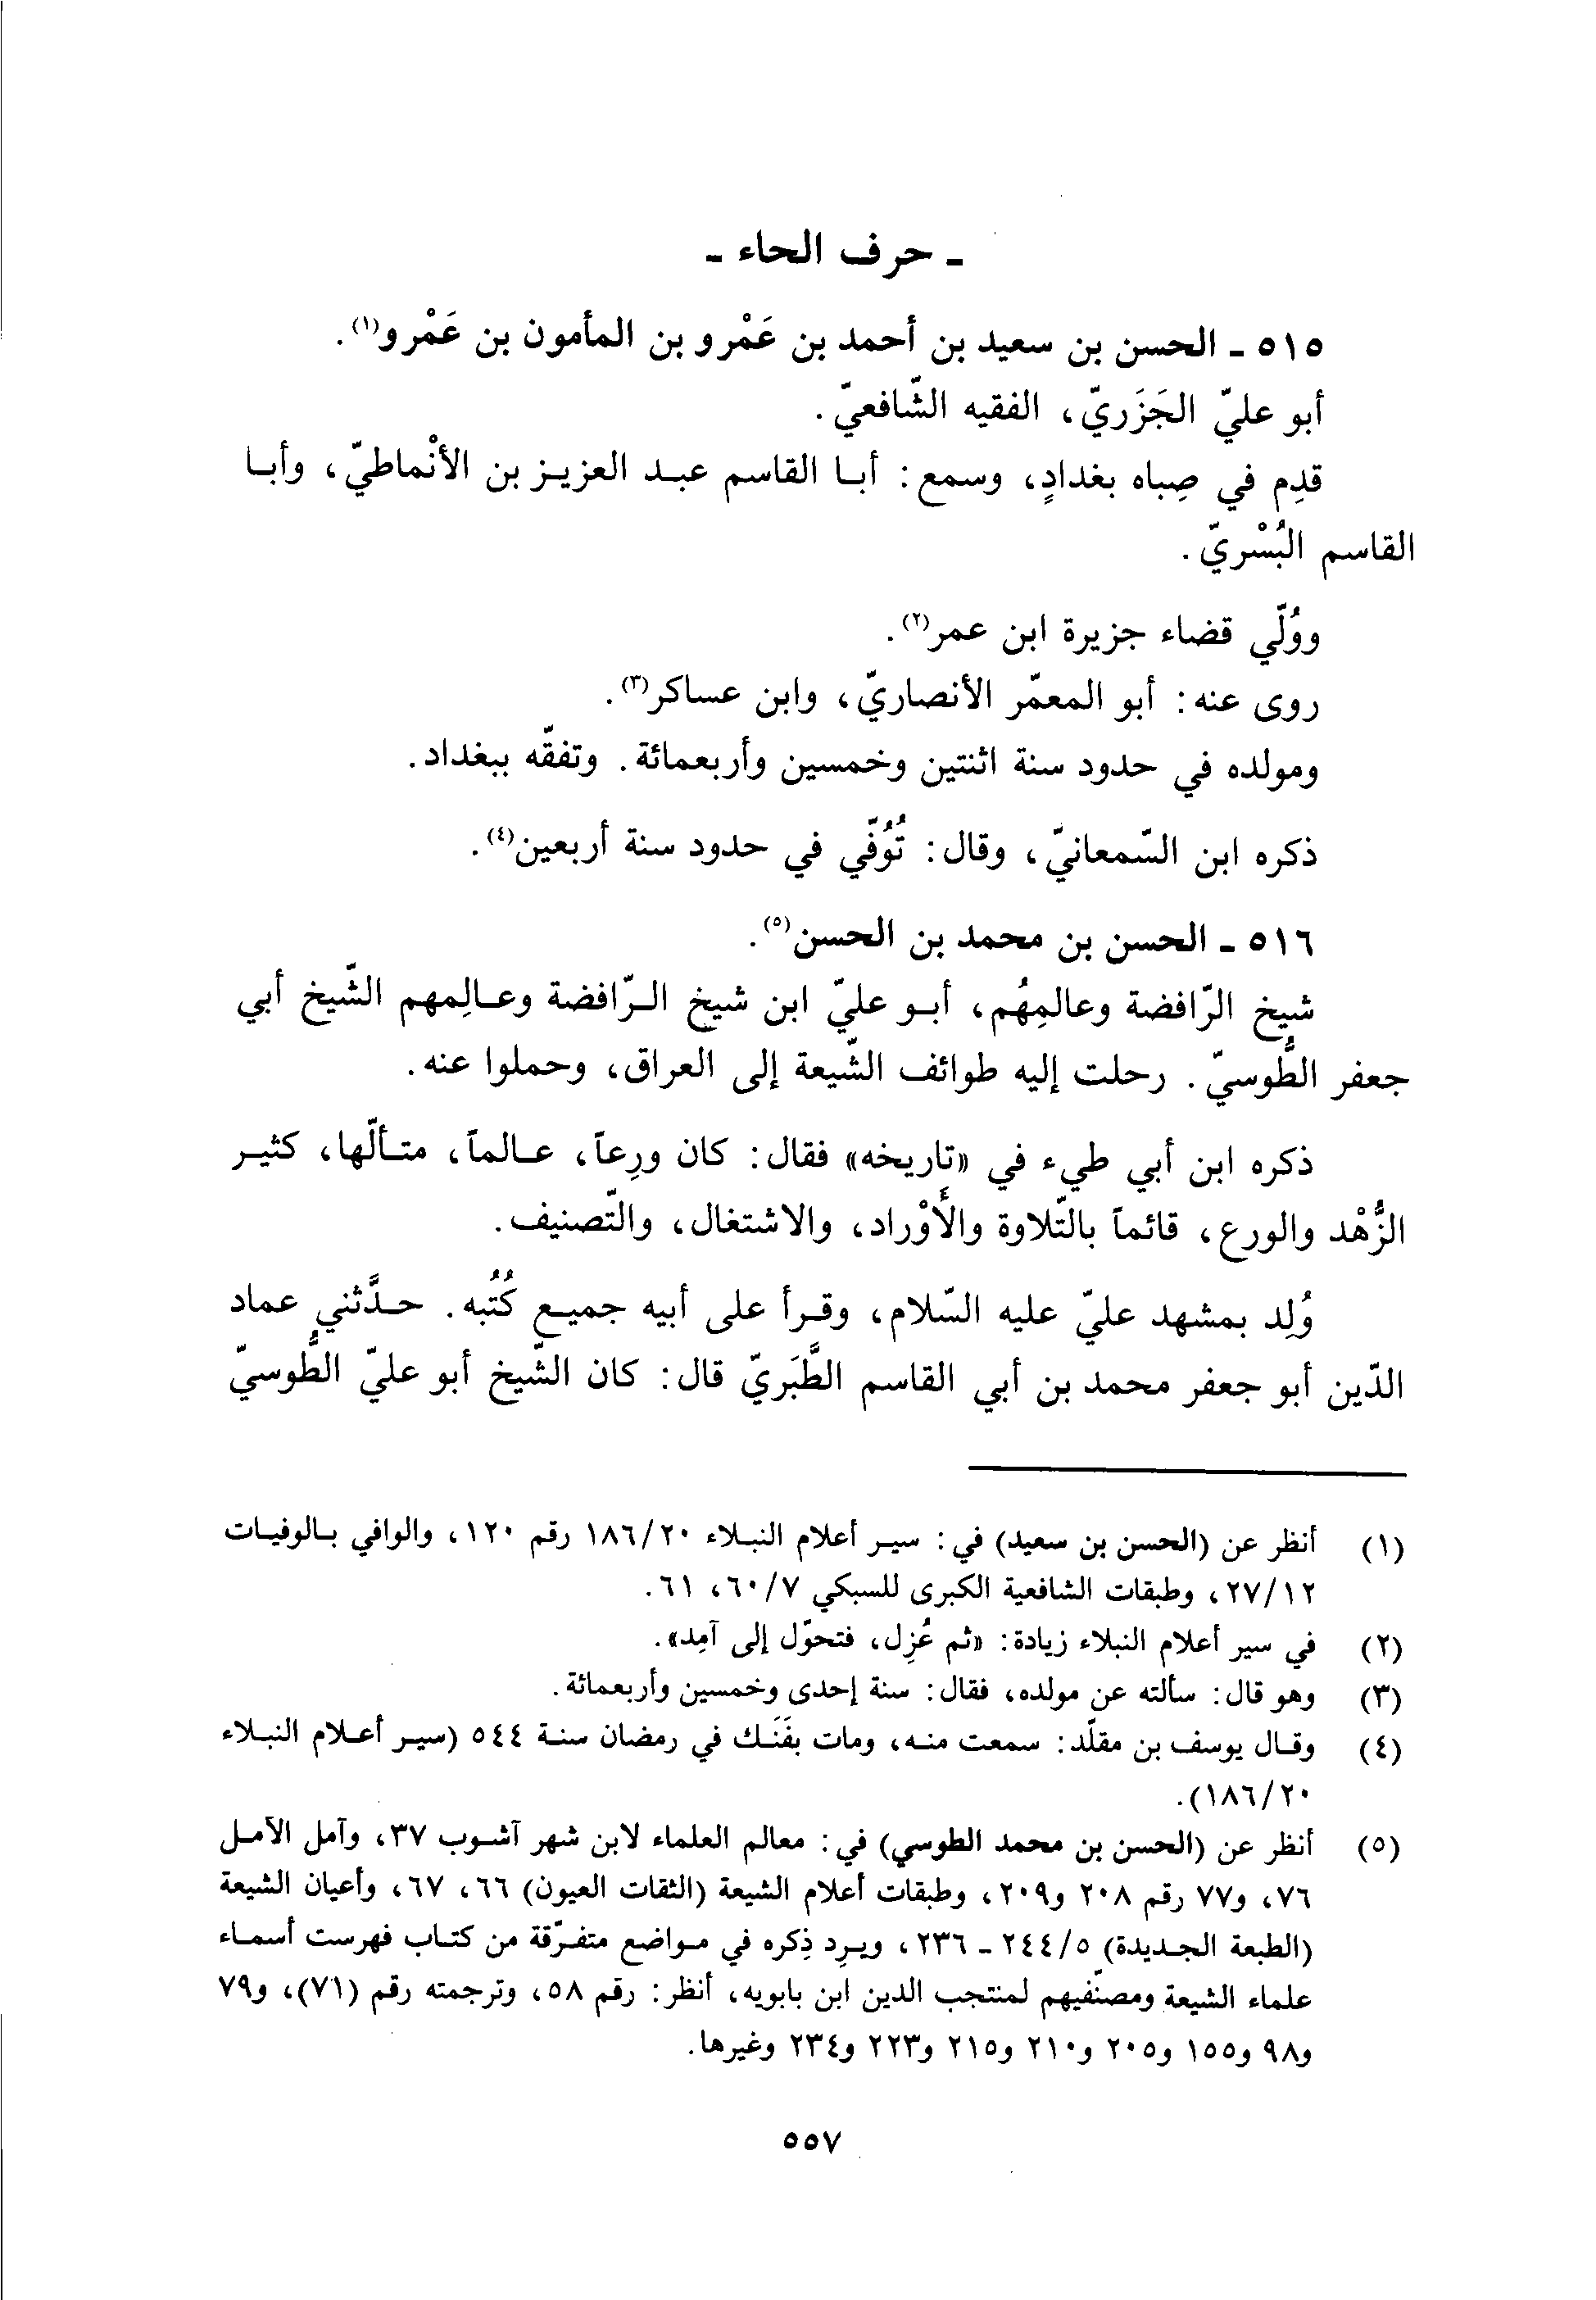 - حرف الحاء -
٥١٥ - الحسن بن سعيد بن أحمد بن عَمْرو بن المأمون بن عَمْرو(١).
أبو عليّ الجَزَريّ، الفقيه الشّافعيّ.
قدِم في صِباه بغدادٍ، وسمع: أبا القاسم عبد العزيز بن الأنْماطيّ، وأبا
القاسم البُسْريّ.
ووُلّي قضاء جزيرة ابن عمر(٢).
روى عنه: أبو المعمّر الأنصاريّ، وابن عساكر(٣).
ومولده في حدود سنة اثنتين وخمسين وأربعمائة. وتفقّه ببغداد.
ذكره ابن السّمعانيّ، وقال: تُوُفّي في حدود سنة أربعين(٤).
٥١٦ - الحسن بن محمد بن الحسن(٥).
شيخ الرّافضة وعالمِهُم، أبو عليّ ابن شيخ الرّافضة وعالِمهم الشّيخ أبي
جعفر الطُّوسيّ. رحلت إليه طوائف الشّيعة إلى العراق، وحملوا عنه.
ذكره ابن أبي طيء في «تاريخه» فقال: كان ورِعاً، عالماً، متألّها، كثير
الزُّهْد والورع، قائماً بالتّلاوة والأَوْراد، والاشتغال، والتّصنيف.
وُلِد بمشهد عليّ عليه السّلام، وقرأ على أبيه جميع كُتُبه. حدَّثني عماد
الدّين أبو جعفر محمد بن أبي القاسم الطَّبَريّ قال: كان الشّيخ أبو عليّ الطُّوسيّ
(١) أنظر عن (الحسن بن سعيد) في: سير أعلام النبلاء ١٨٦/٢٠ رقم ١٢٠، والوافي بالوفيات
٢٧/١٢، وطبقات الشافعية الكبرى للسبكي ٦٠/٧، ٦١.
(٢) في سير أعلام النبلاء زيادة: «ثم عُزِل، فتحوّل إلى آمِد».
(٣) وهو قال: سألته عن مولده، فقال: سنة إحدى وخمسين وأربعمائة.
(٤) وقال يوسف بن مقلّد: سمعت منه، ومات بفَنَك في رمضان سنة ٥٤٤ (سير أعلام النبلاء
١٨٦/٢٠).
(٥) أنظر عن (الحسن بن محمد الطوسي) في: معالم العلماء لابن شهر آشوب ٣٧، وآمل الآمل
٧٦، و٧٧ رقم ٢٠٨ و٢٠٩، وطبقات أعلام الشيعة (الثقات العيون) ٦٦، ٦٧، وأعيان الشيعة
(الطبعة الجديدة) ٢٤٤/٥ - ٢٣٦، ويرِد ذِكره في مواضع متفرّقة من كتاب فهرست أسماء
علماء الشيعة ومصنّفيهم لمنتجب الدين ابن بابويه، أنظر: رقم ٥٨، وترجمته رقم (٧١)، و٧٩
و٩٨ و١٥٥ و٢٠٥ و٢١٠ و٢١٥ و٢٢٣ و٢٣٤ وغيرها.
٥٥٧